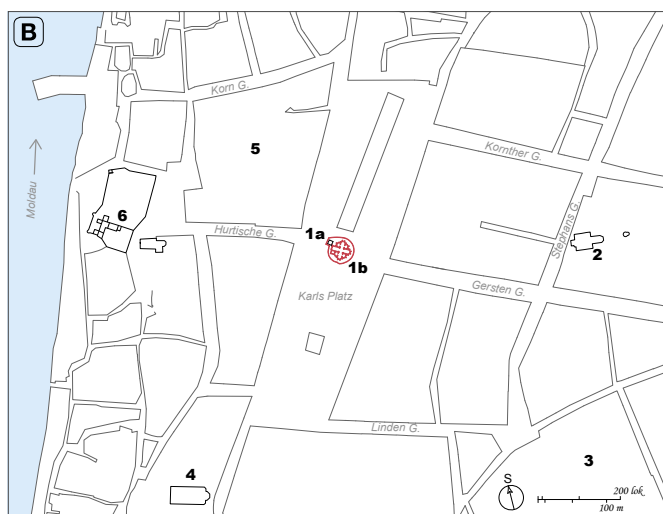 B
Korn G.
Moldau
5
Kornther G.
6
Hurtische G.
1a
1b
Stephans G.
2
Gersten G.
Karls Platz
Linden G.
4
3
S
200 lok
100 m